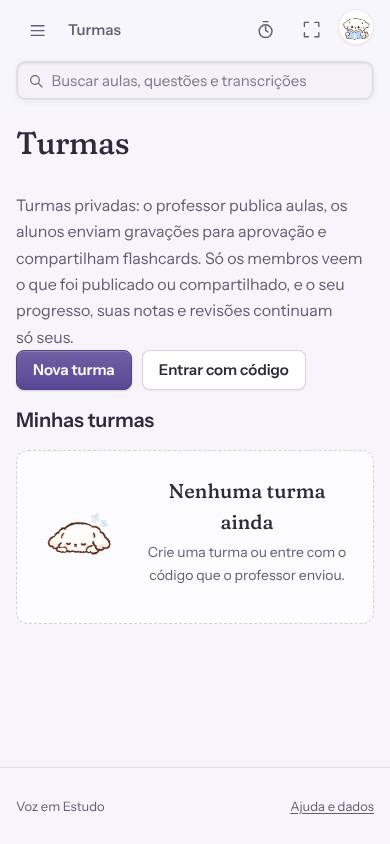 Turmas
Buscar aulas, questões e transcrições
Turmas
Turmas privadas: o professor publica aulas, os
alunos enviam gravações para aprovação e
compartilham flashcards. Só os membros veem
o que foi publicado ou compartilhado, e o seu
progresso, suas notas e revisões continuam
só seus.
Nova turma
Entrar com código
Minhas turmas
Nenhuma turma
ainda
Crie uma turma ou entre com o
código que o professor enviou.
Voz em Estudo
Ajuda e dados